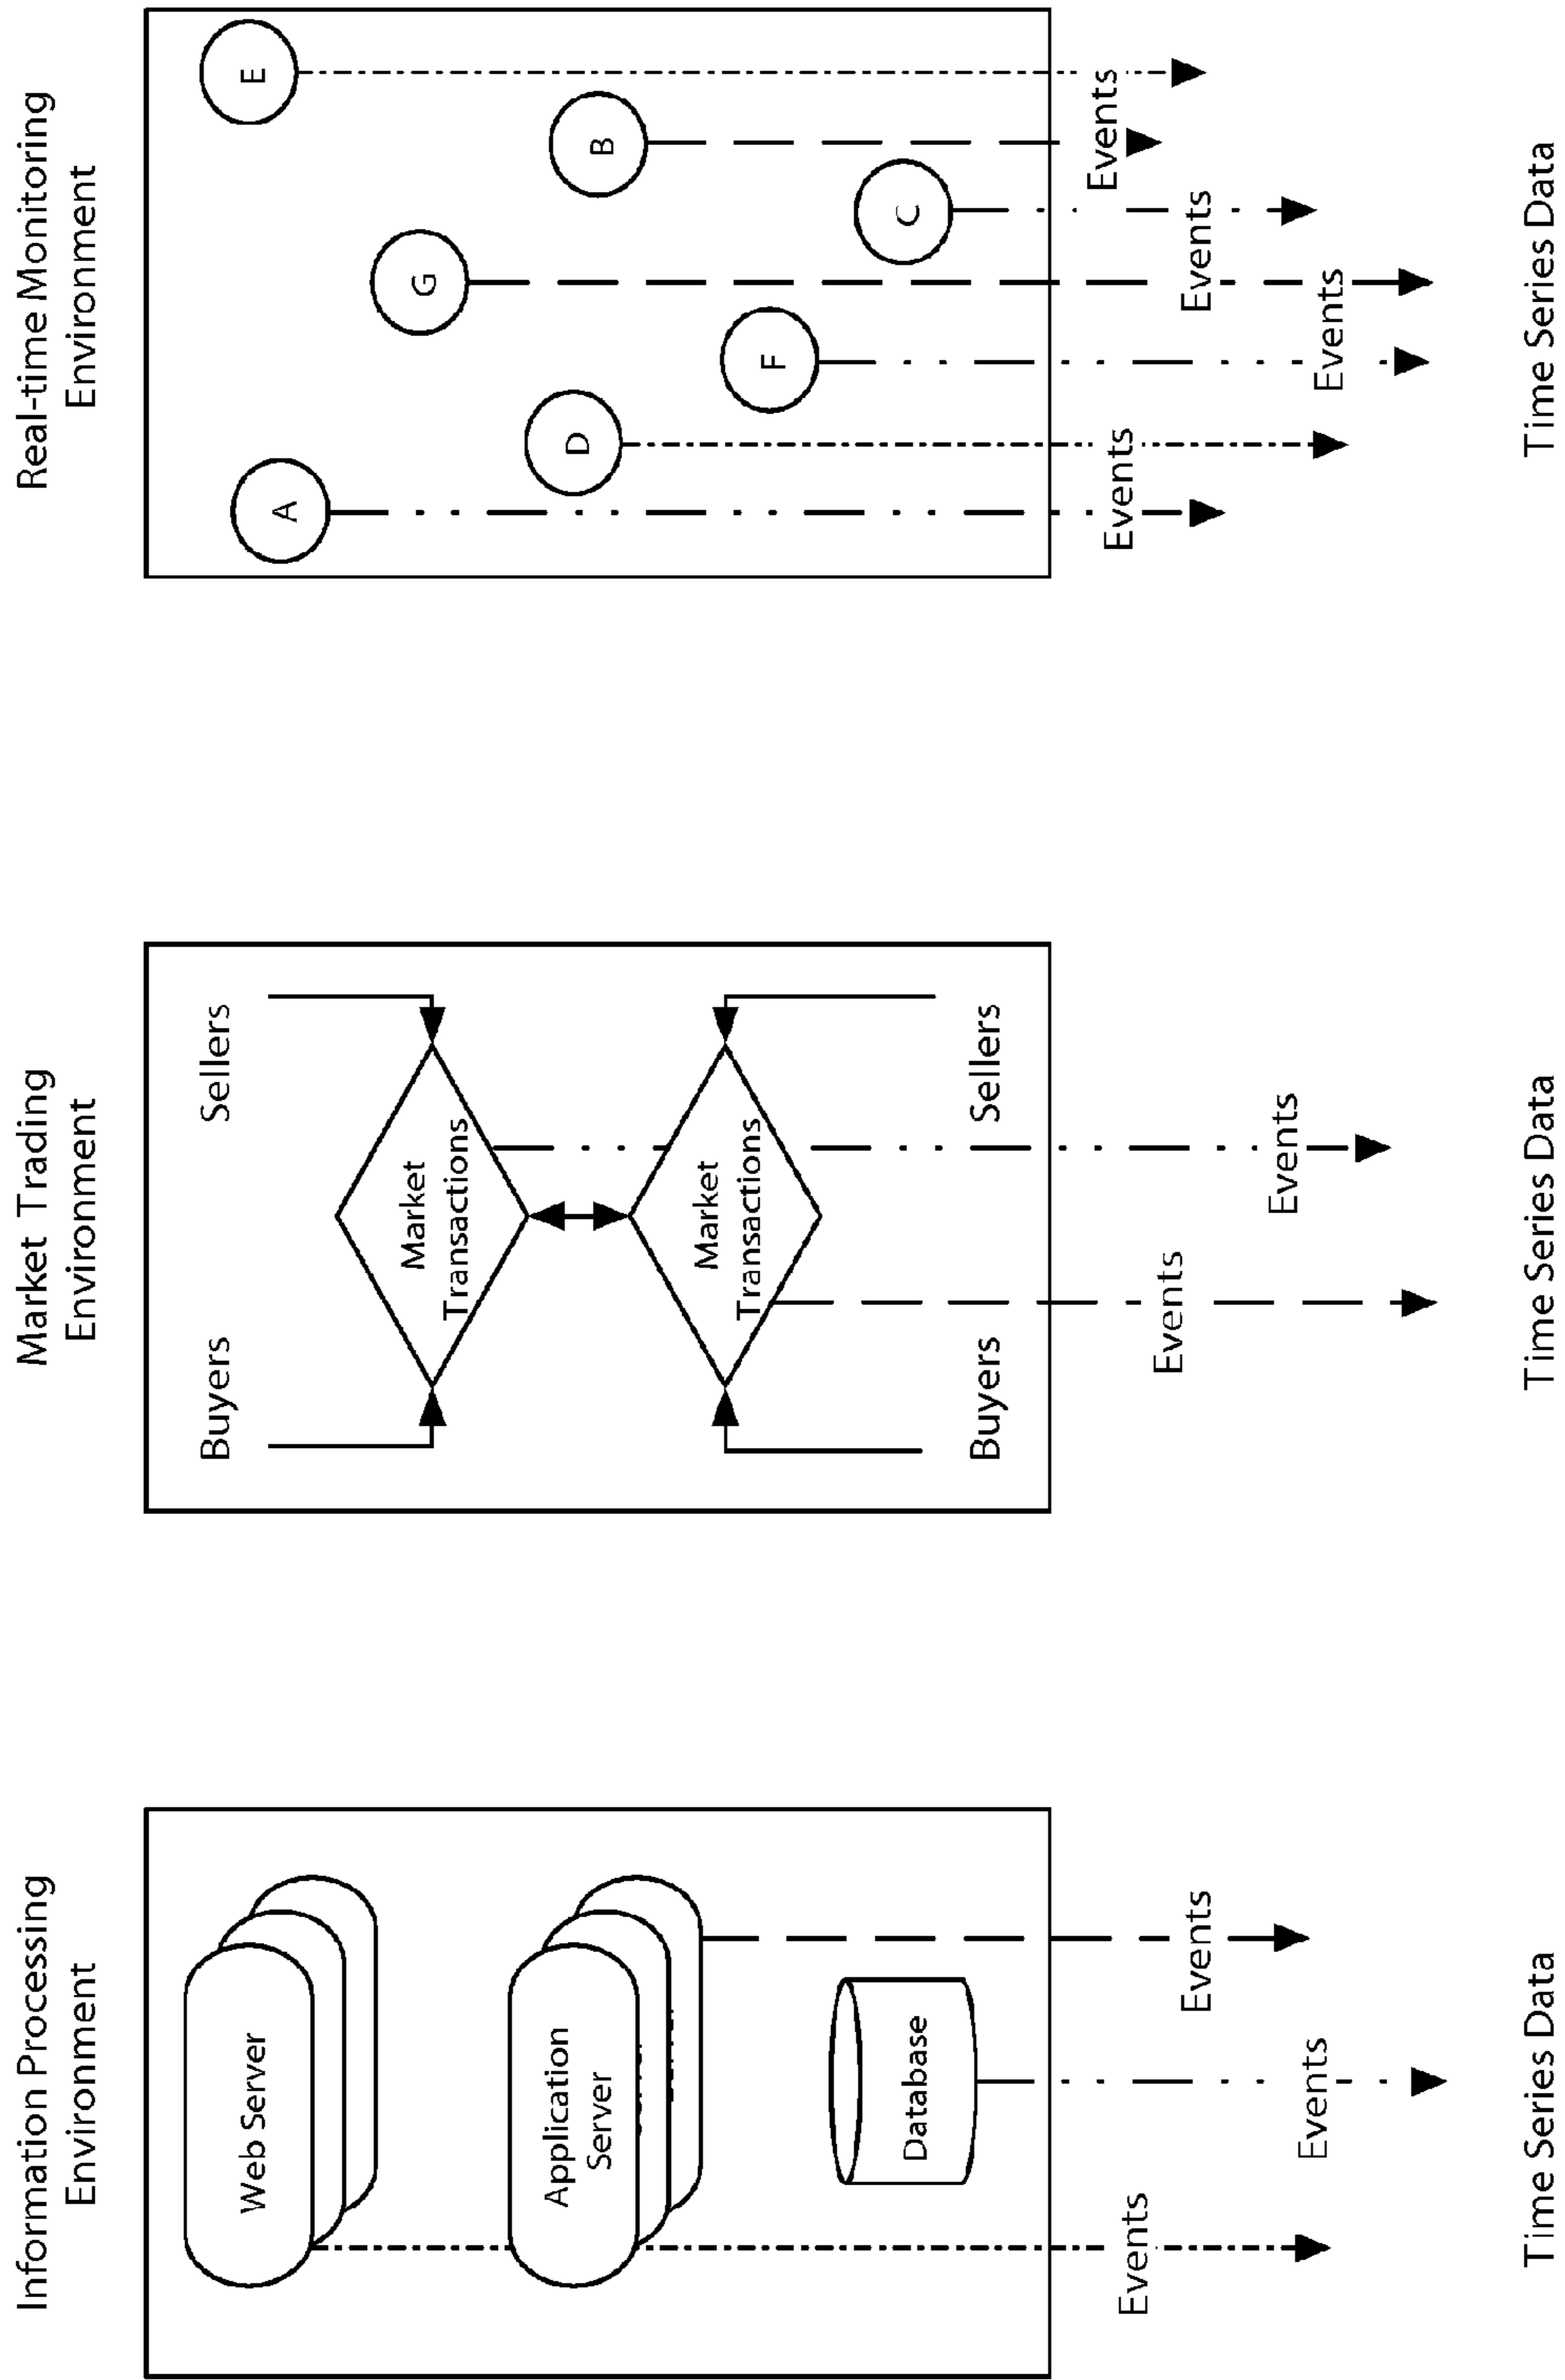 Information Processing
Environment
Web Server
Application
Server
Database
Events
Events
Events
Time Series Data
Market Trading
Environment
Buyers
Sellers
Market
Transactions
Market
Transactions
Buyers
Sellers
Events
Events
Time Series Data
Real-time Monitoring
Environment
E
A
G
D
B
F
C
Events
Events
Events
Events
Time Series Data